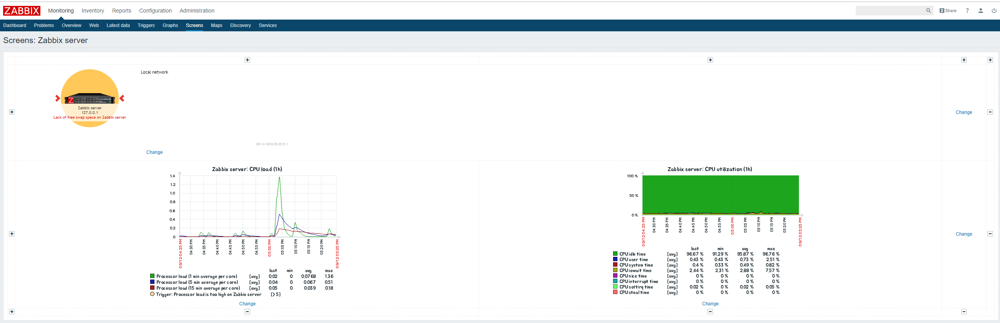 ZABBIX Monitoring Inventory Reports Configuration Administration Z Share ?
Dashboard Problems Overview Web Latest data Triggers Graphs Screens Maps Discovery Services
Screens: Zabbix server
Local network
Z
Zabbix server
127.0.0.1
Lack of free swap space on Zabbix server
Change
09/12/2018 05:25:51
Change
Zabbix server: CPU load (1h)
1.4
1.2
1.0
0.8
0.6
0.4
0.2
0
09/12 04:25 PM
04:30 PM
04:35 PM
04:40 PM
04:45 PM
04:50 PM
04:55 PM
05:00 PM
05:05 PM
05:10 PM
05:15 PM
05:20 PM
09/12 05:25 PM
last min avg max
Processor load (1 min average per core) [avg] 0.02 0 0.0768 1.36
Processor load (5 min average per core) [avg] 0.04 0 0.067 0.51
Processor load (15 min average per core) [avg] 0.05 0 0.039 0.18
Trigger: Processor load is too high on Zabbix server [> 5]
Change
Zabbix server: CPU utilization (1h)
100 %
50 %
0 %
09/12 04:25 PM
04:30 PM
04:35 PM
04:40 PM
04:45 PM
04:50 PM
04:55 PM
05:00 PM
05:05 PM
05:10 PM
05:15 PM
05:20 PM
09/12 05:25 PM
last min avg max
CPU idle time [avg] 96.67 % 91.29 % 95.87 % 96.76 %
CPU user time [avg] 0.43 % 0.43 % 0.73 % 2.51 %
CPU system time [avg] 0.4 % 0.33 % 0.49 % 0.82 %
CPU iowait time [avg] 2.44 % 2.31 % 2.88 % 7.57 %
CPU nice time [avg] 0 % 0 % 0 % 0 %
CPU interrupt time [avg] 0 % 0 % 0 % 0 %
CPU softirq time [avg] 0.02 % 0 % 0.02 % 0.05 %
CPU steal time [avg] 0 % 0 % 0 % 0 %
Change
Change